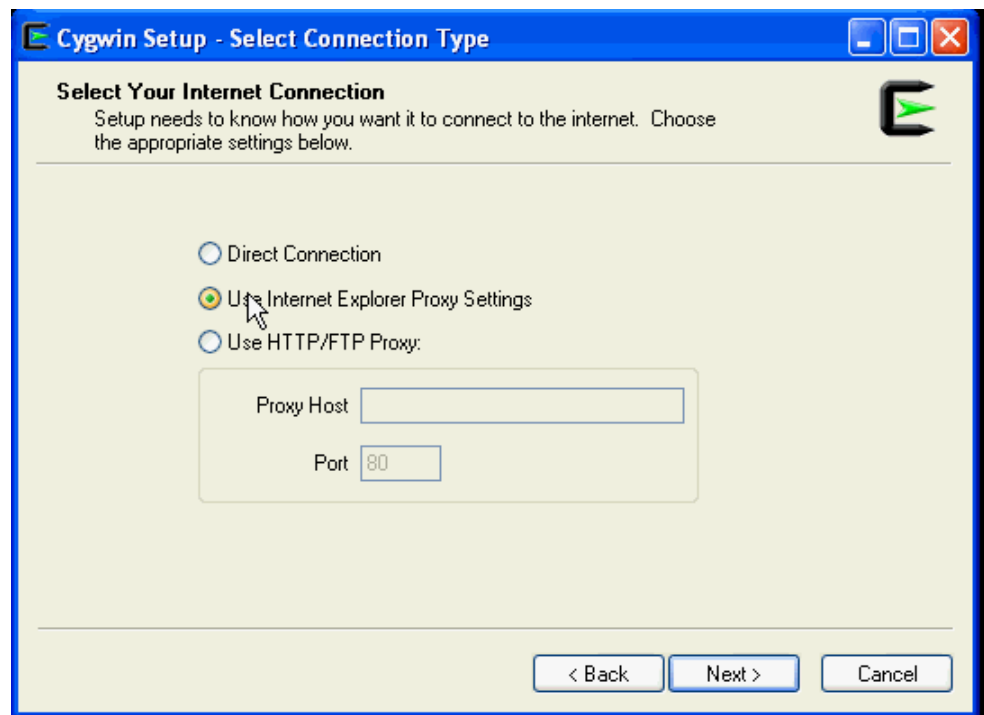 Cygwin Setup - Select Connection Type
Select Your Internet Connection
Setup needs to know how you want it to connect to the internet.  Choose
the appropriate settings below.
Direct Connection
Use Internet Explorer Proxy Settings
Use HTTP/FTP Proxy:
Proxy Host
Port 80
< Back Next > Cancel